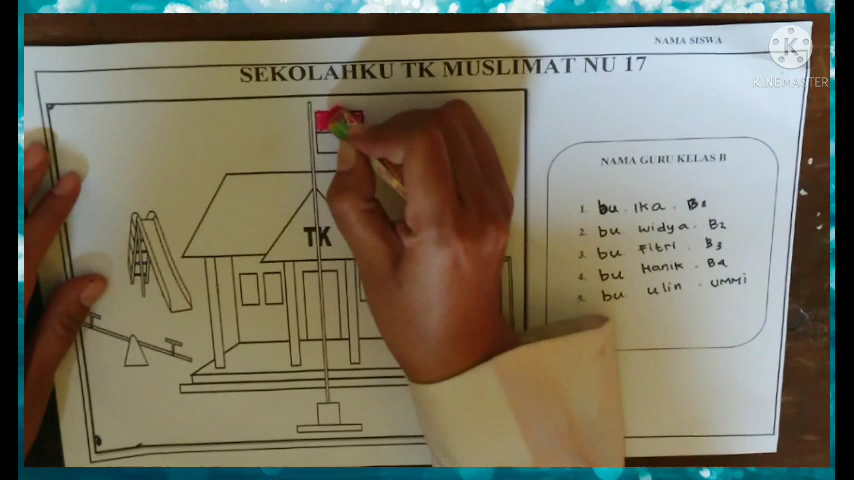 NAMA SISWA
SEKOLAHKU TK MUSLIMAT NU 17
K
KINEMASTER
NAMA GURU KELAS B
1. bu. Ika. B1
2. bu. widya. B2
3. bu Fitri. B3
4. bu Hanik. B4
5. bu. ulin. UMMI
TK